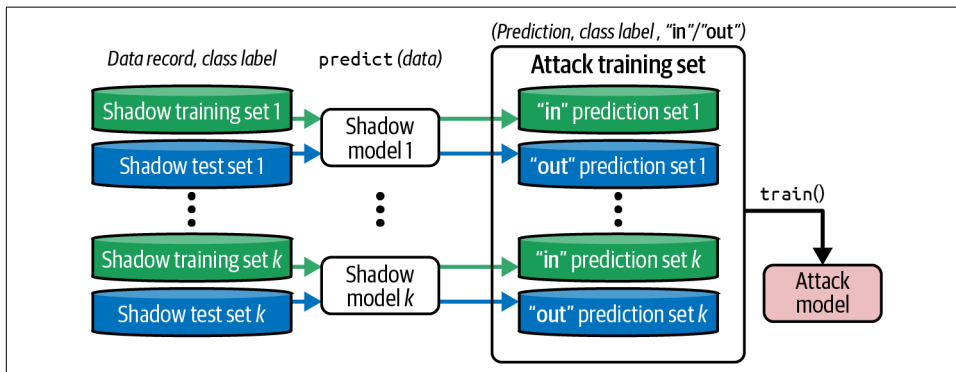 (Prediction, class label , “in”/”out”)
Data record, class label
predict (data)
Attack training set
Shadow training set 1
Shadow
model 1
“in” prediction set 1
Shadow test set 1
“out” prediction set 1
train()
Shadow training set k
Shadow
model k
“in” prediction set k
Attack
model
Shadow test set k
“out” prediction set k